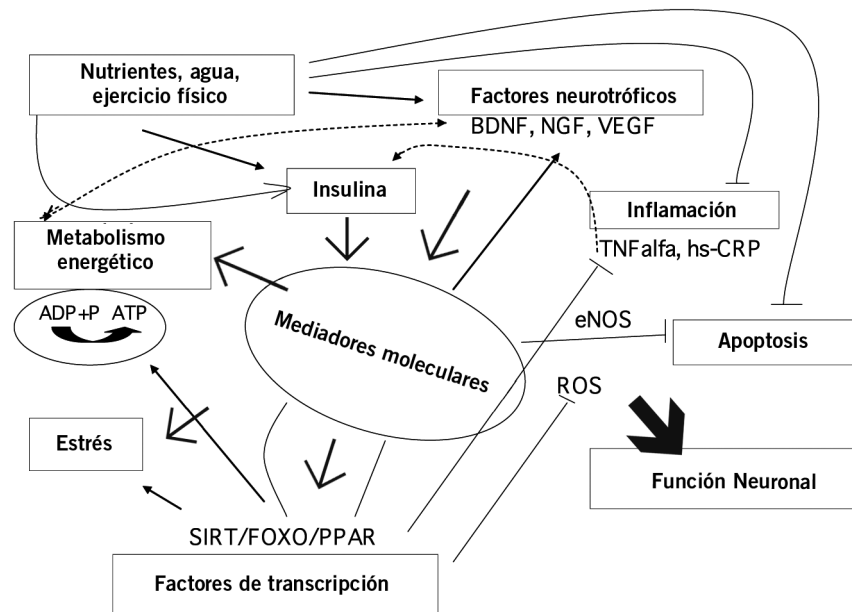 Nutrientes, agua,
ejercicio físico
Factores neurotróficos
BDNF, NGF, VEGF
Insulina
Inflamación
TNFalfa, hs-CRP
Metabolismo
energético
ADP+P ATP
Mediadores moleculares
eNOS
Apoptosis
ROS
Estrés
Función Neuronal
SIRT/FOXO/PPAR
Factores de transcripción